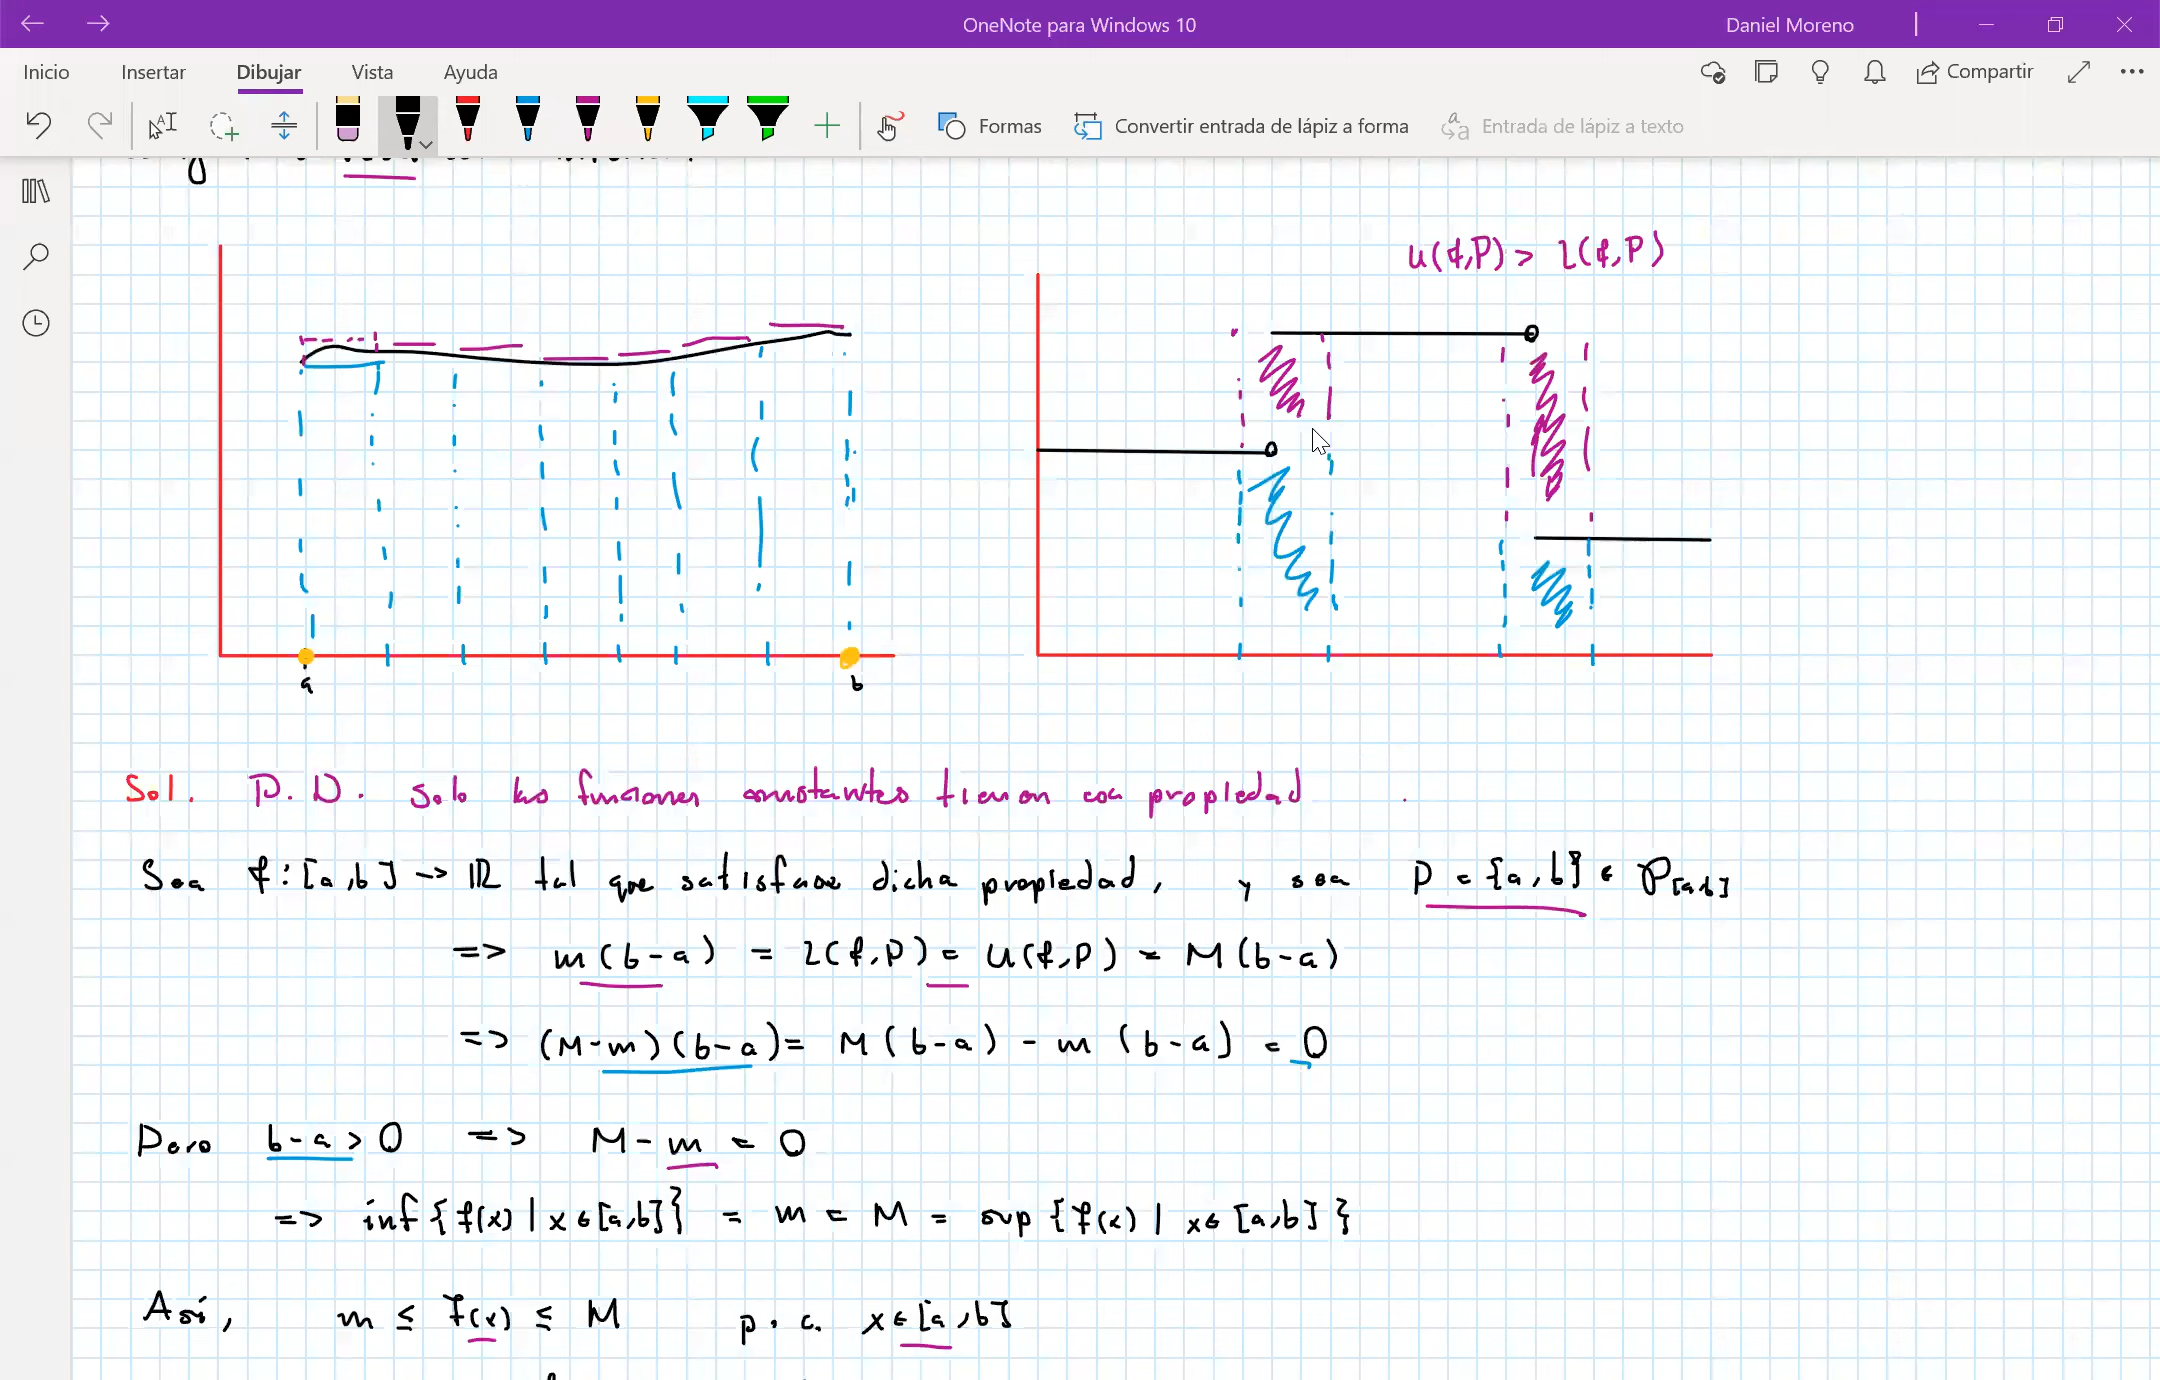 OneNote para Windows 10
Daniel Moreno
Inicio Insertar Dibujar Vista Ayuda
Compartir
Formas Convertir entrada de lápiz a forma Entrada de lápiz a texto
U(f,P) > L(f,P)
a b
Sol. P.D. Solo las funciones constantes tienen esa propiedad.
Sea f: [a,b] -> ℝ tal que satisface dicha propiedad, y sea P = {a,b} ∈ 𝒫[a,b]
=> m(b-a) = L(f,P) = U(f,P) = M(b-a)
=> (M-m)(b-a) = M(b-a) - m(b-a) = 0
Pero b-a > 0 => M-m = 0
=> inf{f(x) | x∈[a,b]} = m = M = sup{f(x) | x∈[a,b]}
Así, m ≤ f(x) ≤ M p.c. x∈[a,b]